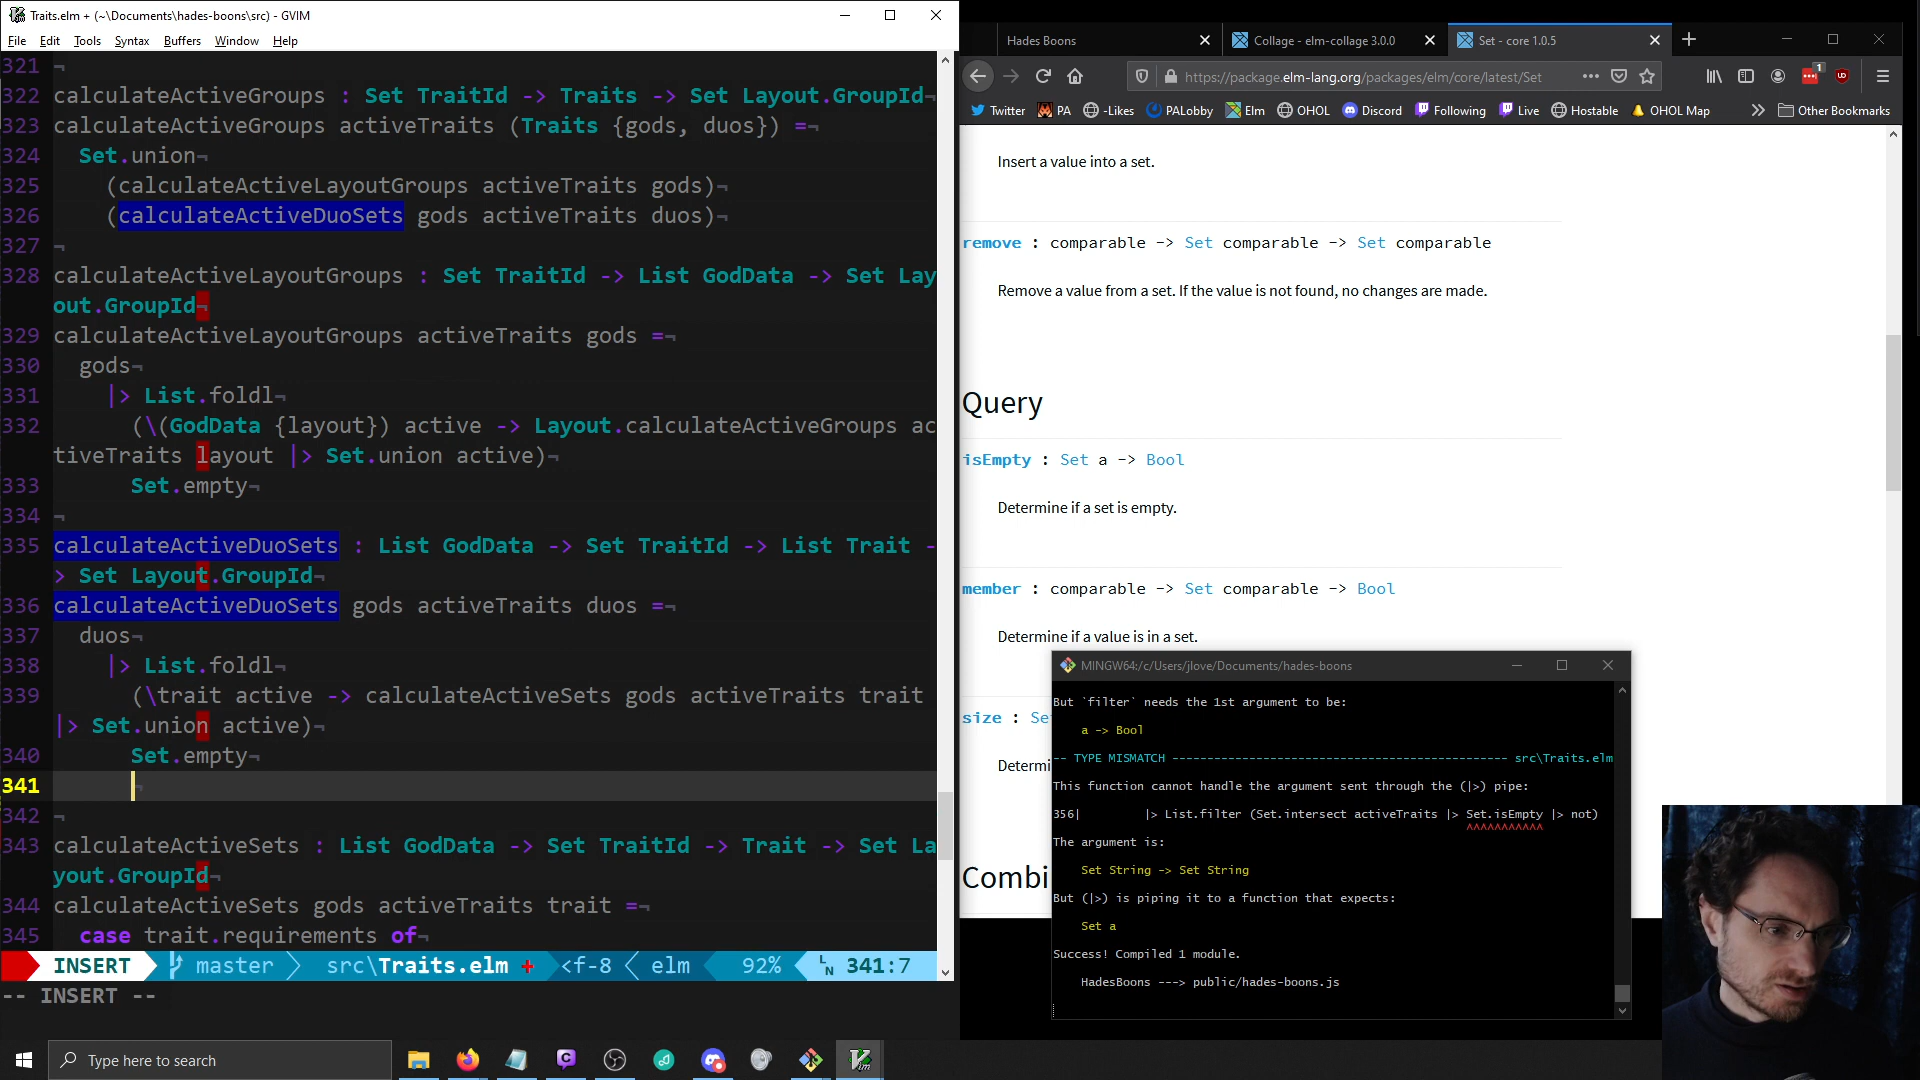 Traits.elm + (~\Documents\hades-boons\src) - GVIM
File Edit Tools Syntax Buffers Window Help
321 ¬
322 calculateActiveGroups : Set TraitId -> Traits -> Set Layout.GroupId¬
323 calculateActiveGroups activeTraits (Traits {gods, duos}) =¬
324 Set.union¬
325 (calculateActiveLayoutGroups activeTraits gods)¬
326 (calculateActiveDuoSets gods activeTraits duos)¬
327 ¬
328 calculateActiveLayoutGroups : Set TraitId -> List GodData -> Set Lay
out.GroupId¬
329 calculateActiveLayoutGroups activeTraits gods =¬
330 gods¬
331 |> List.foldl¬
332 (\(GodData {layout}) active -> Layout.calculateActiveGroups ac
tiveTraits layout |> Set.union active)¬
333 Set.empty¬
334 ¬
335 calculateActiveDuoSets : List GodData -> Set TraitId -> List Trait -
> Set Layout.GroupId¬
336 calculateActiveDuoSets gods activeTraits duos =¬
337 duos¬
338 |> List.foldl¬
339 (\trait active -> calculateActiveSets gods activeTraits trait
|> Set.union active)¬
340 Set.empty¬
341 ¬
342 ¬
343 calculateActiveSets : List GodData -> Set TraitId -> Trait -> Set La
yout.GroupId¬
344 calculateActiveSets gods activeTraits trait =¬
345 case trait.requirements of¬
INSERT master src\Traits.elm + <f-8 elm 92% LN 341:7
-- INSERT --
Hades Boons
Collage - elm-collage 3.0.0
Set - core 1.0.5
https://package.elm-lang.org/packages/elm/core/latest/Set
1
Twitter PA -Likes PALobby Elm OHOL Discord Following Live Hostable OHOL Map Other Bookmarks
Insert a value into a set.
remove : comparable -> Set comparable -> Set comparable
Remove a value from a set. If the value is not found, no changes are made.
Query
isEmpty : Set a -> Bool
Determine if a set is empty.
member : comparable -> Set comparable -> Bool
Determine if a value is in a set.
size : Se
Determi
Combi
MINGW64:/c/Users/jlove/Documents/hades-boons
But `filter` needs the 1st argument to be:
a -> Bool
-- TYPE MISMATCH ------------------------------------------------ src\Traits.elm
This function cannot handle the argument sent through the (|>) pipe:
356| |> List.filter (Set.intersect activeTraits |> Set.isEmpty |> not)
^^^^^^^^^^^
The argument is:
Set String -> Set String
But (|>) is piping it to a function that expects:
Set a
Success! Compiled 1 module.
HadesBoons ---> public/hades-boons.js
Type here to search